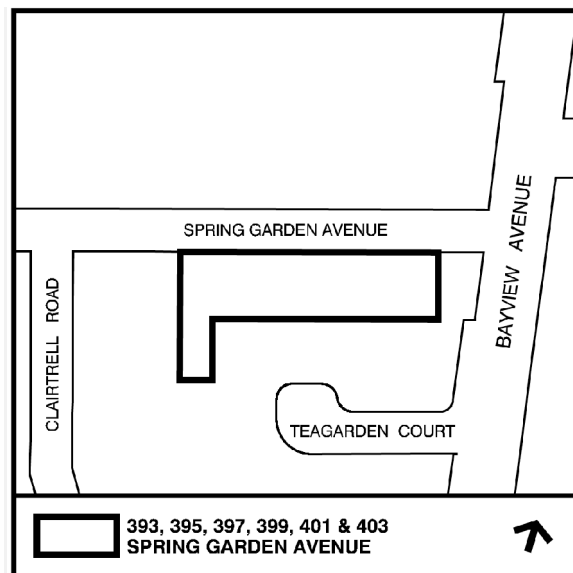 SPRING GARDEN AVENUE
BAYVIEW AVENUE
CLAIRTRELL ROAD
TEAGARDEN COURT
393, 395, 397, 399, 401 & 403
SPRING GARDEN AVENUE